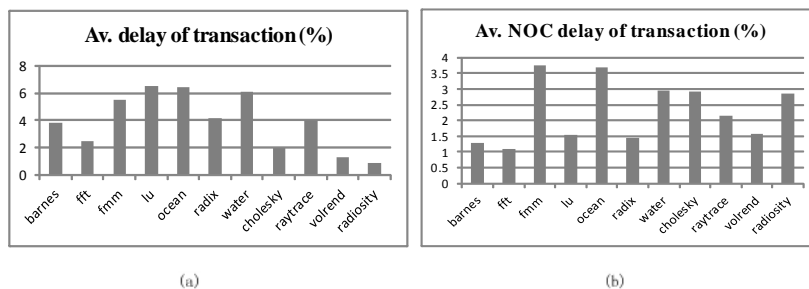 Av. delay of transaction (%)
8
6
4
2
0
barnes
fft
fmm
lu
ocean
radix
water
cholesky
raytrace
volrend
radiosity
(a)
Av. NOC delay of transaction (%)
4
3.5
3
2.5
2
1.5
1
0.5
0
barnes
fft
fmm
lu
ocean
radix
water
cholesky
raytrace
volrend
radiosity
(b)